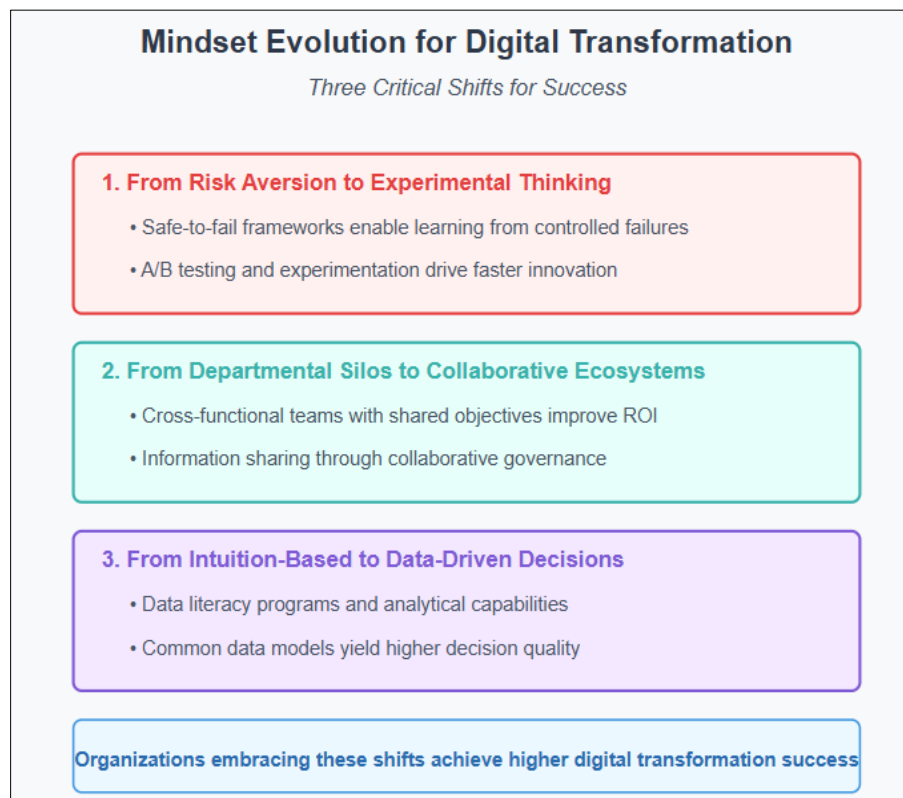 Mindset Evolution for Digital Transformation
Three Critical Shifts for Success
1. From Risk Aversion to Experimental Thinking
• Safe-to-fail frameworks enable learning from controlled failures
• A/B testing and experimentation drive faster innovation
2. From Departmental Silos to Collaborative Ecosystems
• Cross-functional teams with shared objectives improve ROI
• Information sharing through collaborative governance
3. From Intuition-Based to Data-Driven Decisions
• Data literacy programs and analytical capabilities
• Common data models yield higher decision quality
Organizations embracing these shifts achieve higher digital transformation success